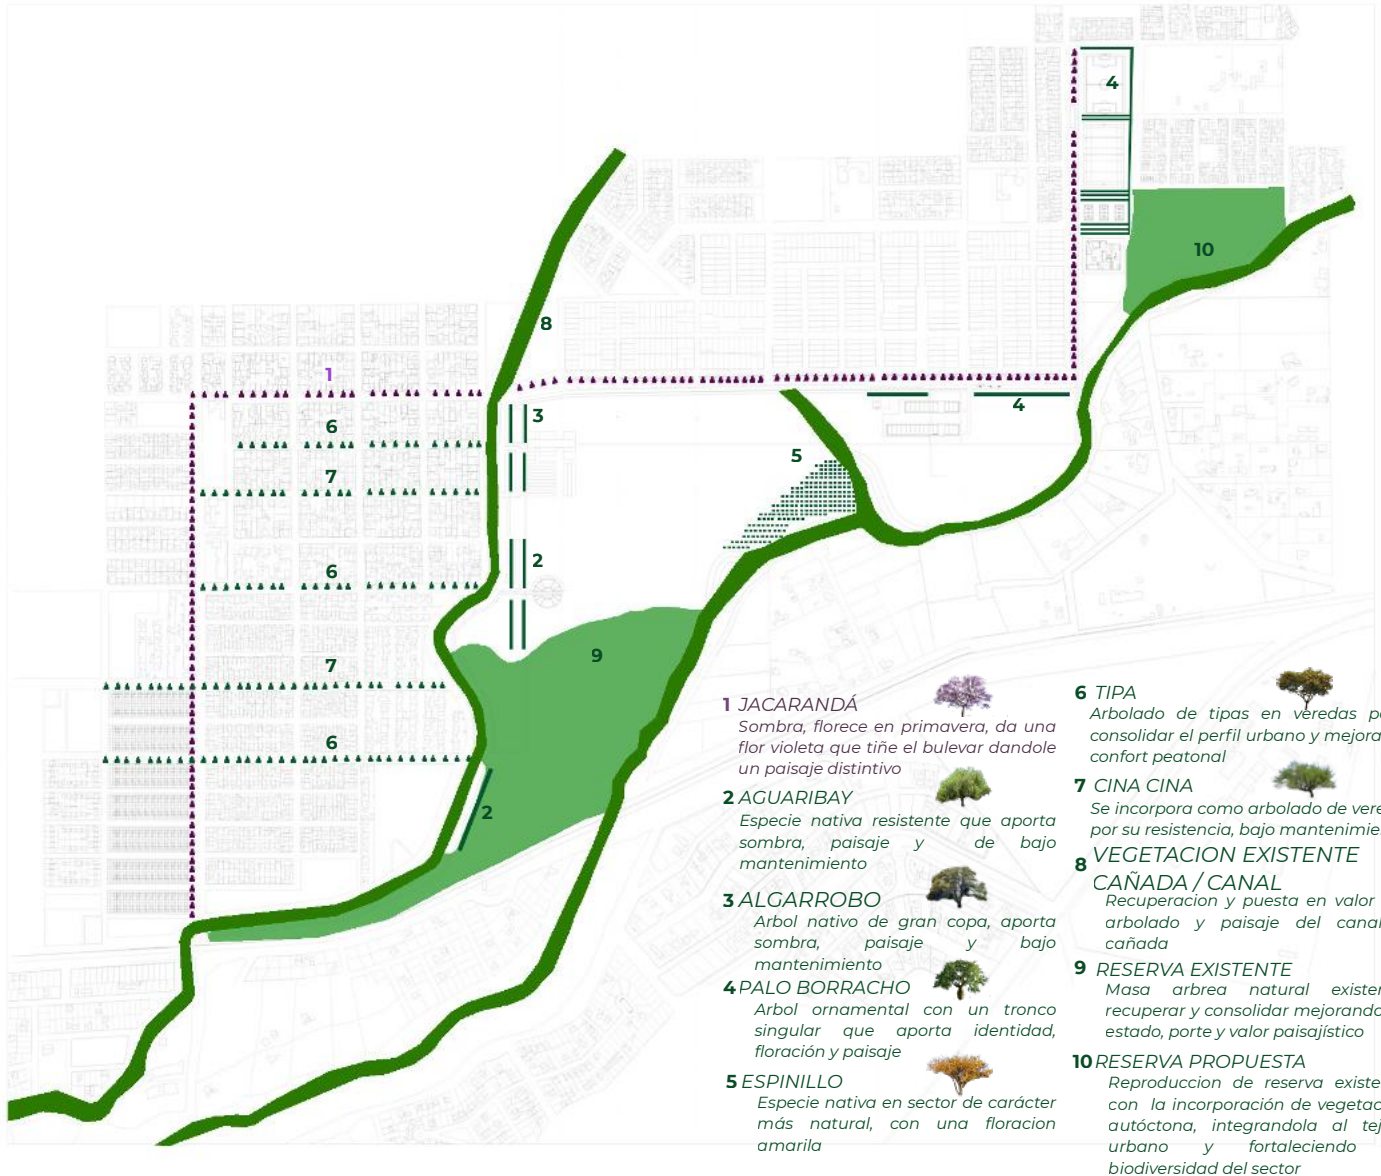 4
10
8
1
3
6
4
5
7
6
2
9
7
6
2
1 JACARANDÁ
Sombra, florece en primavera, da una
flor violeta que tiñe el bulevar dandole
un paisaje distintivo
2 AGUARIBAY
Especie nativa resistente que aporta
sombra, paisaje y de bajo
mantenimiento
3 ALGARROBO
Arbol nativo de gran copa, aporta
sombra, paisaje y bajo
mantenimiento
4 PALO BORRACHO
Arbol ornamental con un tronco
singular que aporta identidad,
floración y paisaje
5 ESPINILLO
Especie nativa en sector de carácter
más natural, con una floracion
amarila
6 TIPA
Arbolado de tipas en veredas
consolidar el perfil urbano y mejora
confort peatonal
7 CINA CINA
Se incorpora como arbolado de
por su resistencia, bajo
8 VEGETACION EXISTENTE
CAÑADA / CANAL
Recuperacion y puesta en valor
arbolado y paisaje del canal
cañada
9 RESERVA EXISTENTE
Masa arbrea natural
recuperar y consolidar mejorando
estado, porte y valor paisajístico
10 RESERVA PROPUESTA
Reproduccion de reserva
con la incorporación de
autóctona, integrandola al
urbano y fortaleciendo
biodiversidad del sector